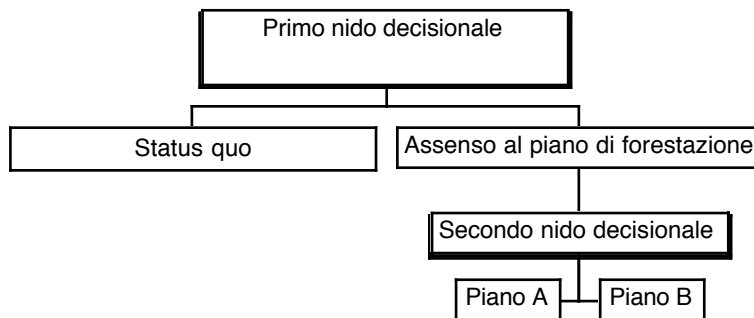 Primo nido decisionale
Status quo
Assenso al piano di forestazione
Secondo nido decisionale
Piano A
Piano B